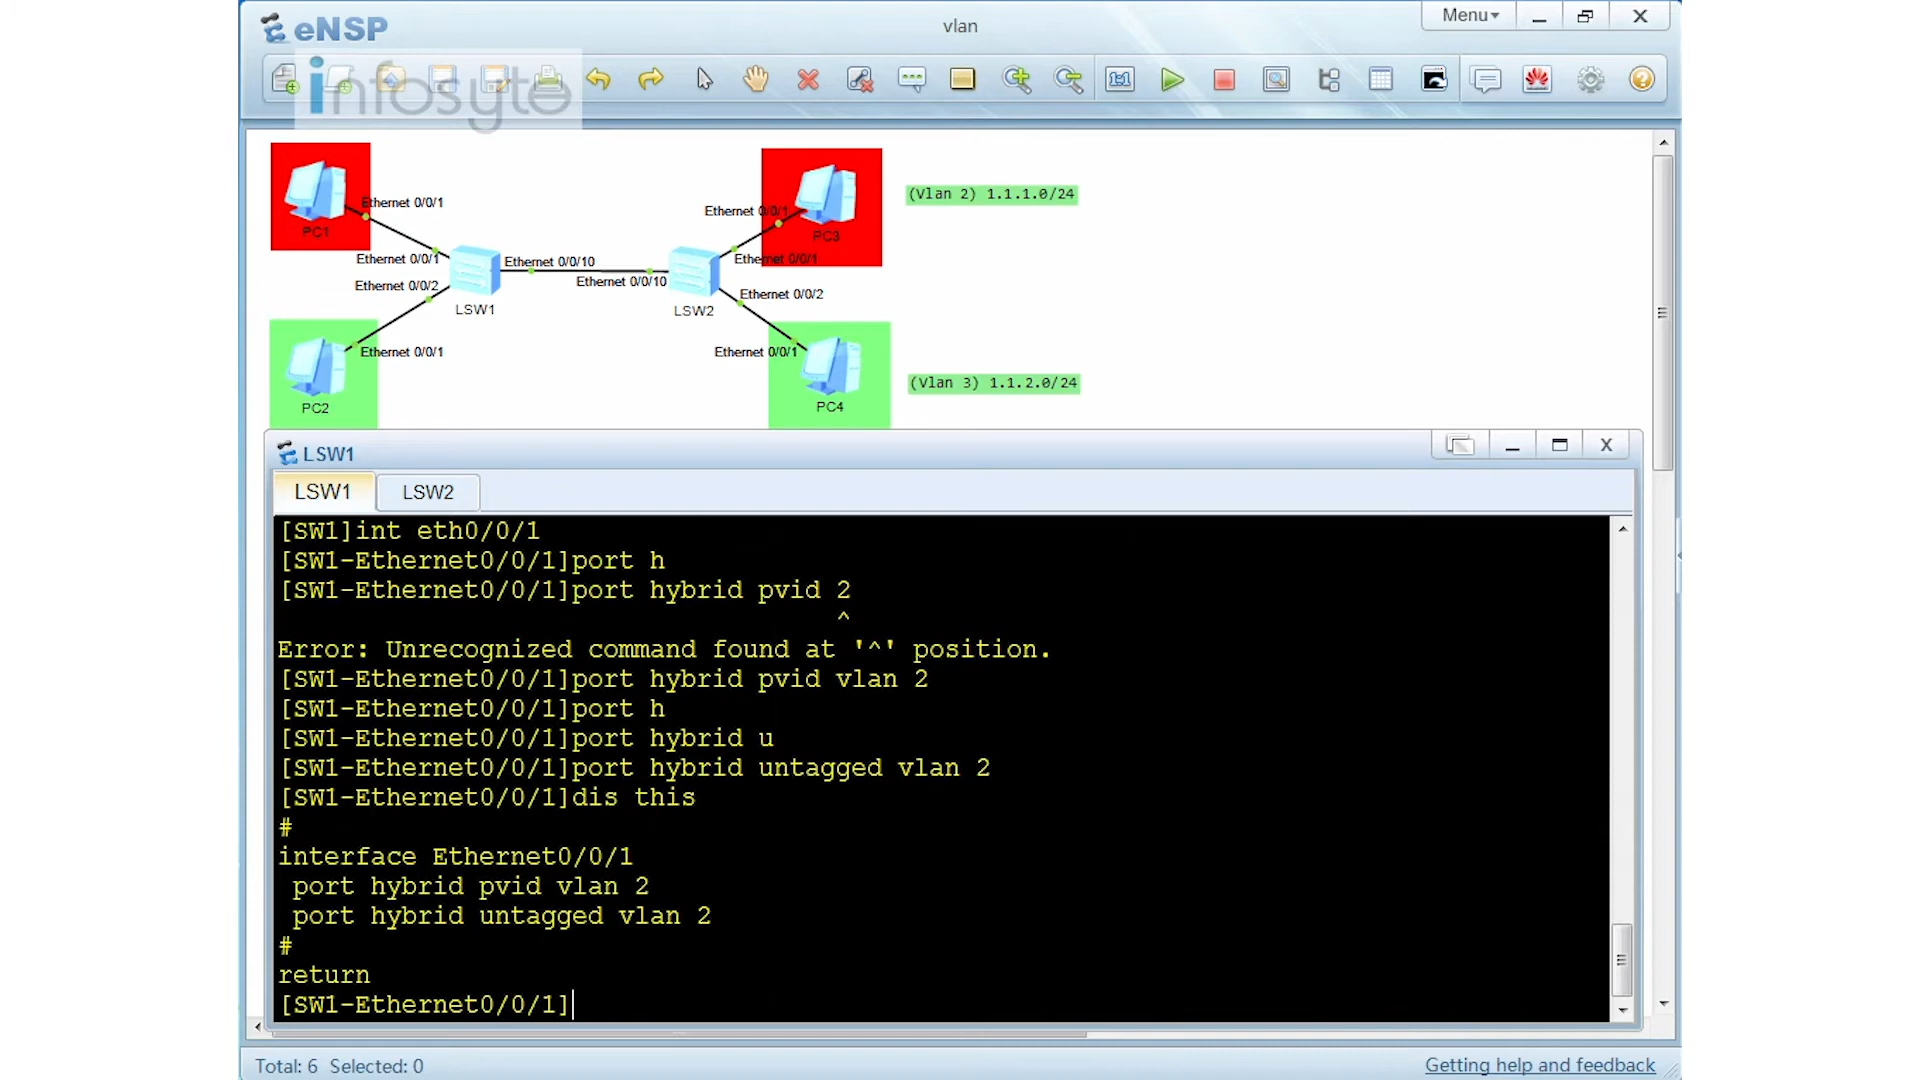 eNSP
vlan
Menu
infosyte
PC1
Ethernet 0/0/1
Ethernet 0/0/1
Ethernet 0/0/2
Ethernet 0/0/1
PC2
LSW1
Ethernet 0/0/10
Ethernet 0/0/10
LSW2
Ethernet 0/0/1
PC3
Ethernet 0/0/1
Ethernet 0/0/2
Ethernet 0/0/1
PC4
(Vlan 2) 1.1.1.0/24
(Vlan 3) 1.1.2.0/24
LSW1
LSW1 LSW2
[SW1]int eth0/0/1
[SW1-Ethernet0/0/1]port h
[SW1-Ethernet0/0/1]port hybrid pvid 2
^
Error: Unrecognized command found at '^' position.
[SW1-Ethernet0/0/1]port hybrid pvid vlan 2
[SW1-Ethernet0/0/1]port h
[SW1-Ethernet0/0/1]port hybrid u
[SW1-Ethernet0/0/1]port hybrid untagged vlan 2
[SW1-Ethernet0/0/1]dis this
#
interface Ethernet0/0/1
port hybrid pvid vlan 2
port hybrid untagged vlan 2
#
return
[SW1-Ethernet0/0/1]
Total: 6 Selected: 0
Getting help and feedback